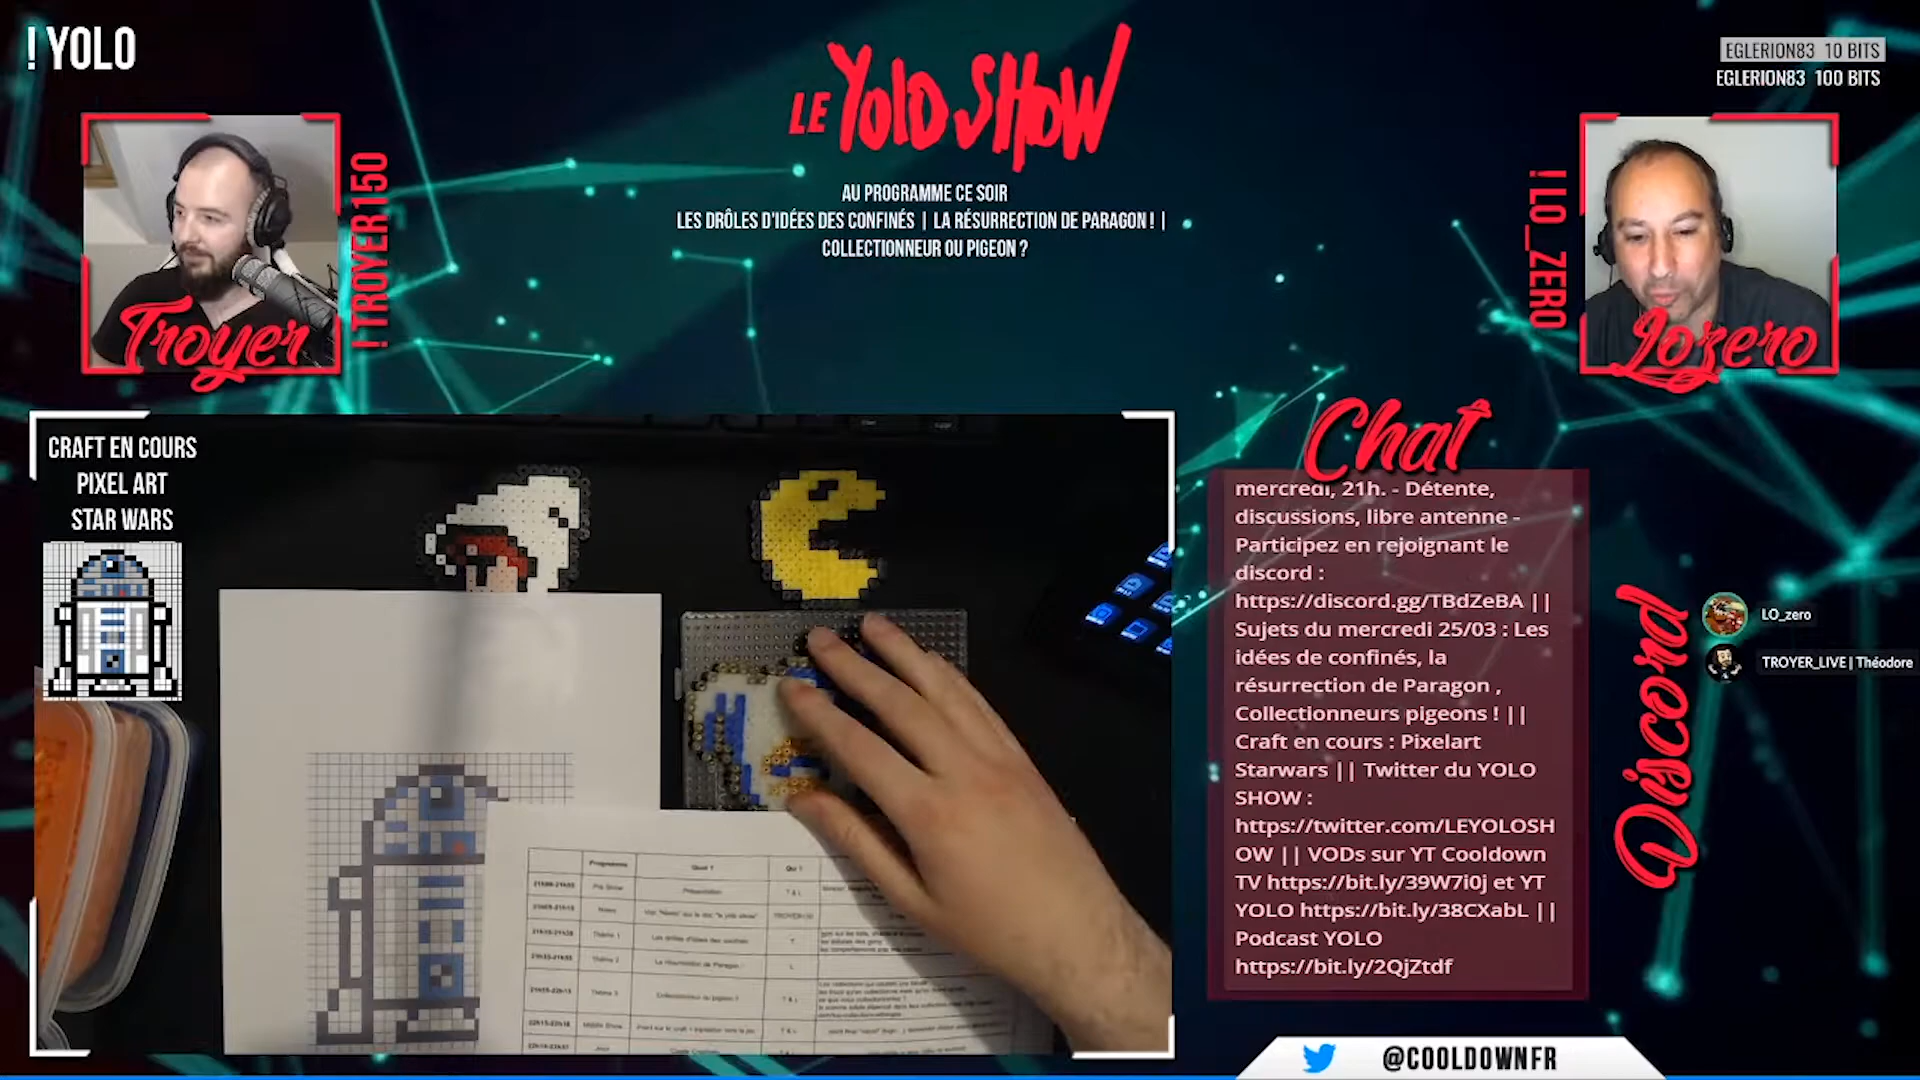 ! YOLO
LE YOLO SHOW
AU PROGRAMME CE SOIR
LES DRÔLES D'IDÉES DES CONFINÉS | LA RÉSURRECTION DE PARAGON ! |
COLLECTIONNEUR OU PIGEON ?
EGLERION83 10 BITS
EGLERION83 100 BITS
! TROYER150
Troyer
! LO_ZERO
Lozero
CRAFT EN COURS
PIXEL ART
STAR WARS
Programme
Quoi ?
Qui ?
Chat
mercredi, 21h. - Détente,
discussions, libre antenne -
Participez en rejoignant le
discord :
https://discord.gg/TBdZeBA ||
Sujets du mercredi 25/03 : Les
idées de confinés, la
résurrection de Paragon ,
Collectionneurs pigeons ! ||
Craft en cours : Pixelart
Starwars || Twitter du YOLO
SHOW :
https://twitter.com/LEYOLOSH
OW || VODs sur YT Cooldown
TV https://bit.ly/39W7i0j et YT
YOLO https://bit.ly/38CXabL ||
Podcast YOLO
https://bit.ly/2QjZtdf
Discord
LO_zero
TROYER_LIVE | Théodore
@COOLDOWNFR